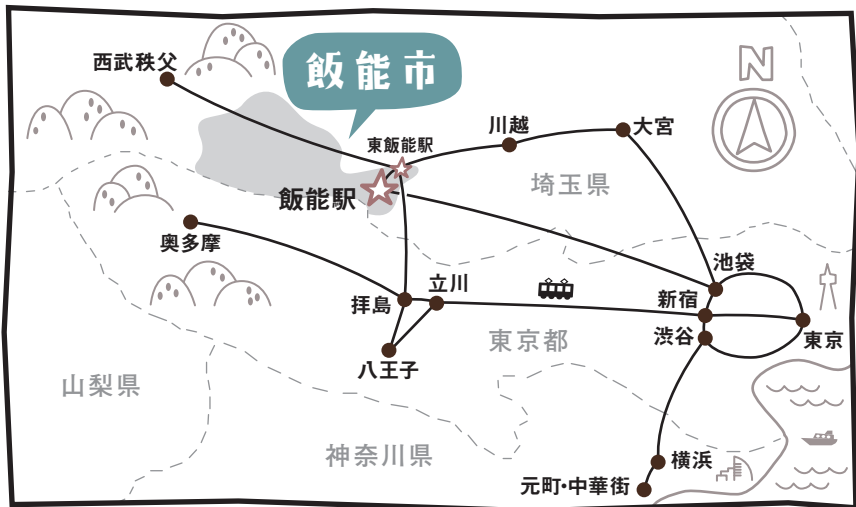 飯能市
N
西武秩父
東飯能駅
川越
大宮
飯能駅
埼玉県
奥多摩
拝島
立川
八王子
池袋
新宿
渋谷
東京
東京都
山梨県
神奈川県
横浜
元町・中華街